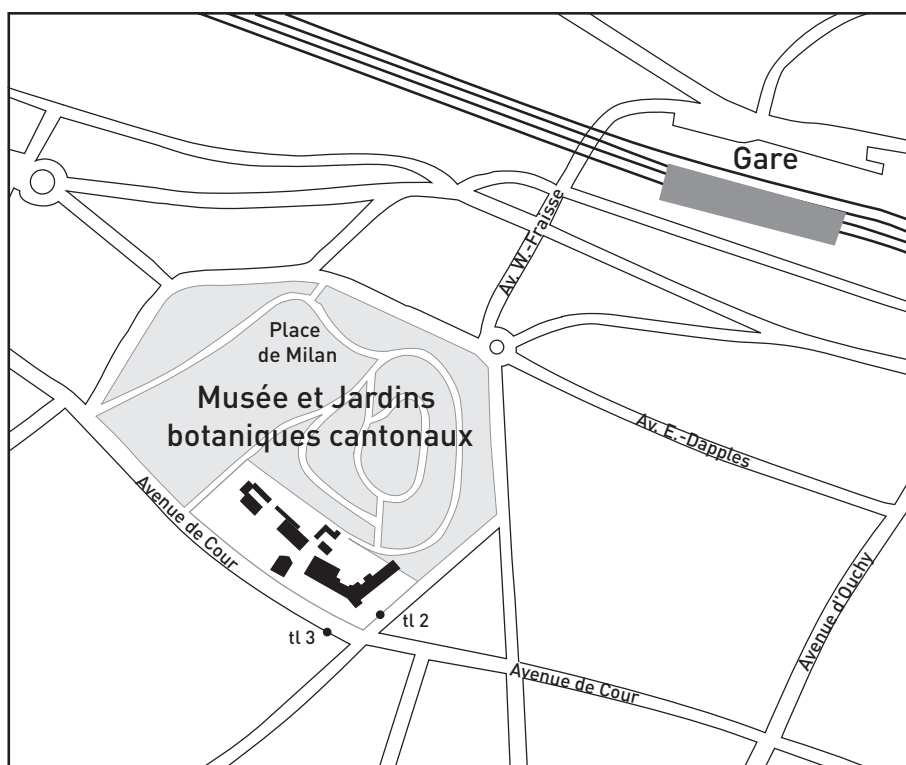 Gare
Av. W.-Fraisse
Place
de Milan
Musée et Jardins
botaniques cantonaux
Av. E.-Dapples
Avenue de Cour
Avenue d'Ouchy
tl 2
tl 3
Avenue de Cour